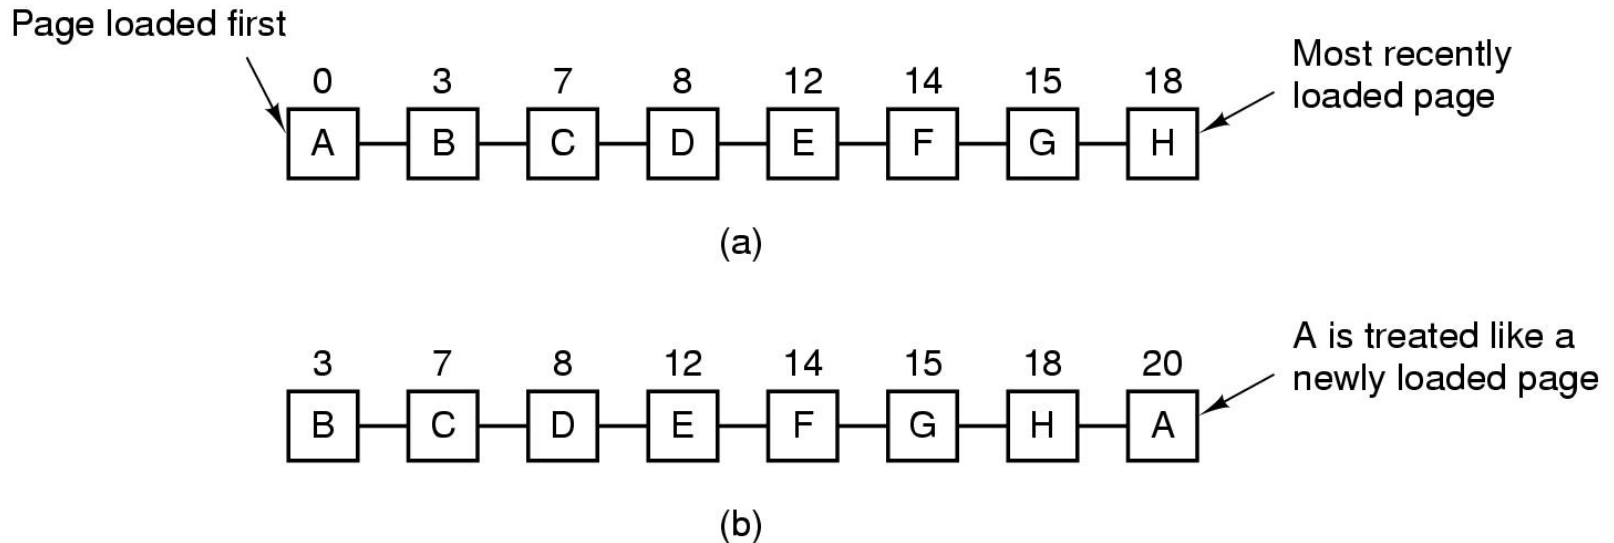 Page loaded first
Most recently
loaded page
0 3 7 8 12 14 15 18
A B C D E F G H
(a)
A is treated like a
newly loaded page
3 7 8 12 14 15 18 20
B C D E F G H A
(b)